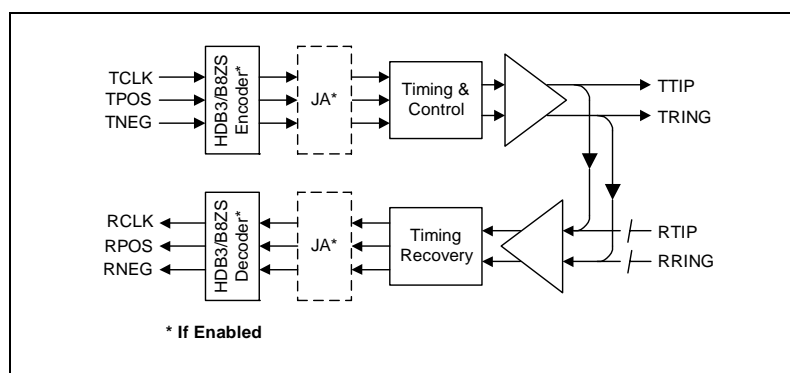 TCLK
TPOS
TNEG
HDB3/B8ZS
Encoder*
JA*
Timing &
Control
TTIP
TRING
RCLK
RPOS
RNEG
HDB3/B8ZS
Decoder*
JA*
Timing
Recovery
RTIP
RRING
* If Enabled